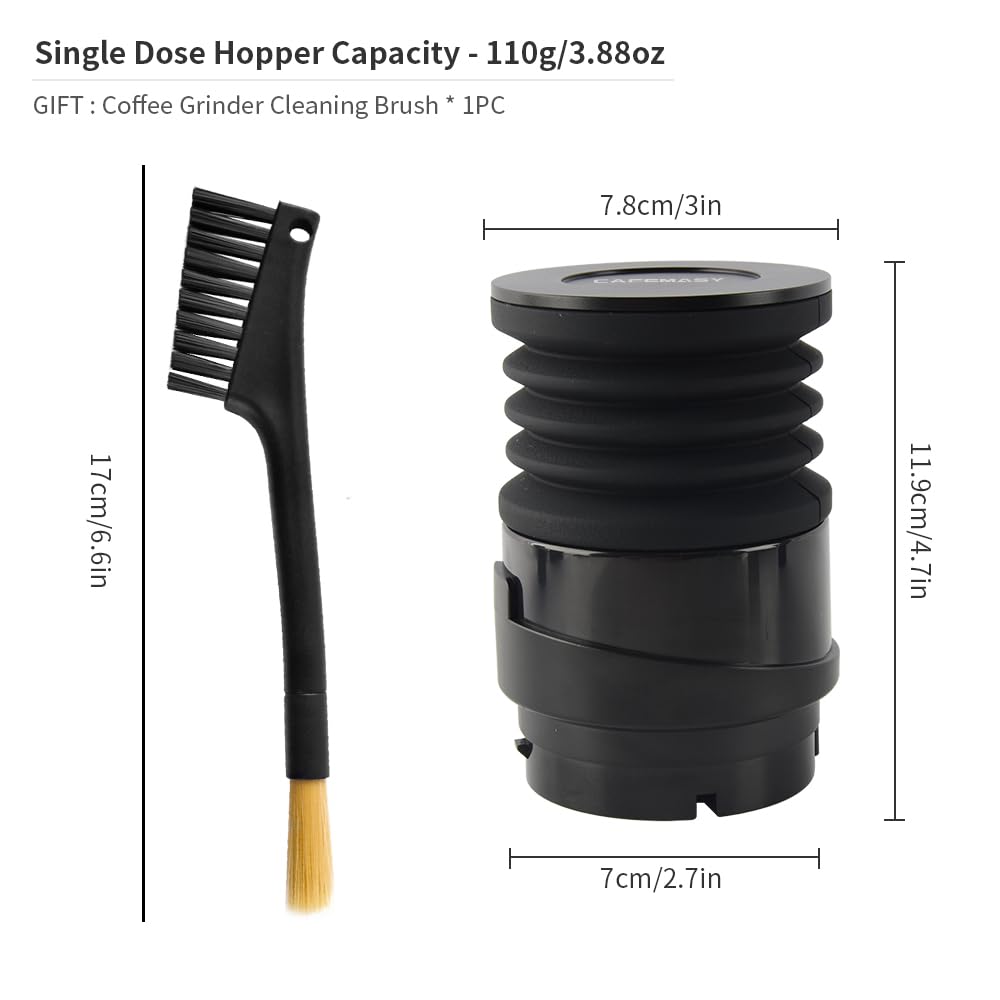 Single Dose Hopper Capacity - 110g/3.88oz
GIFT : Coffee Grinder Cleaning Brush * 1PC
7.8cm/3in
CAFEMASY
17cm/6.6in
11.9cm/4.7in
7cm/2.7in